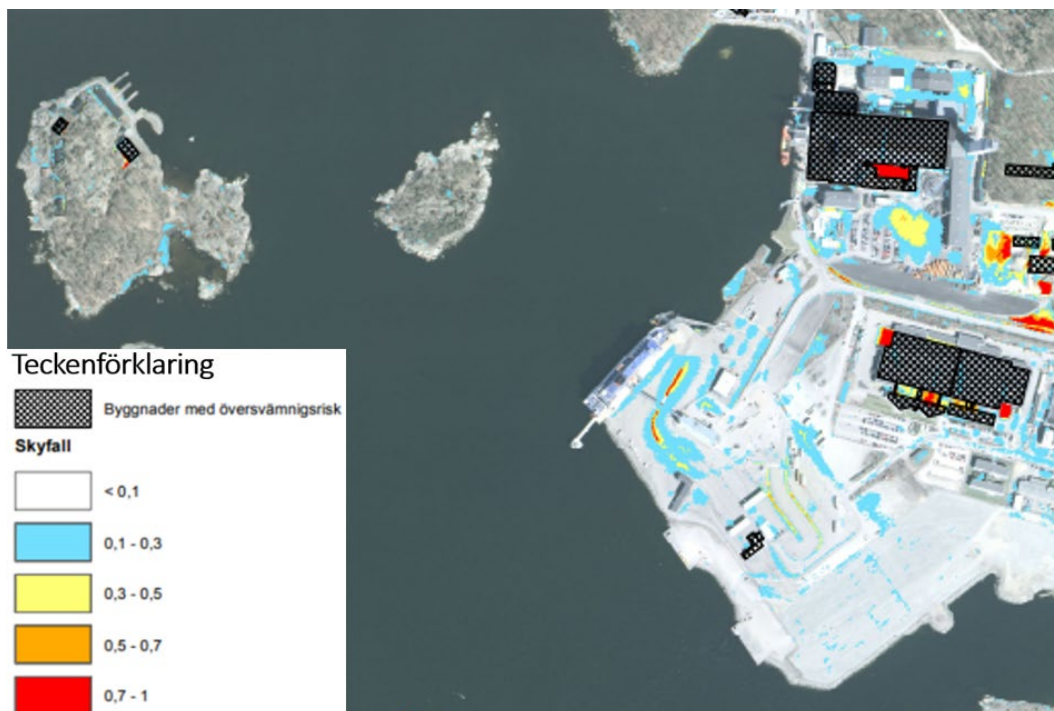 Teckenförklaring
Byggnader med översvämnigsrisk
Skyfall
< 0,1
0,1 - 0,3
0,3 - 0,5
0,5 - 0,7
0,7 - 1